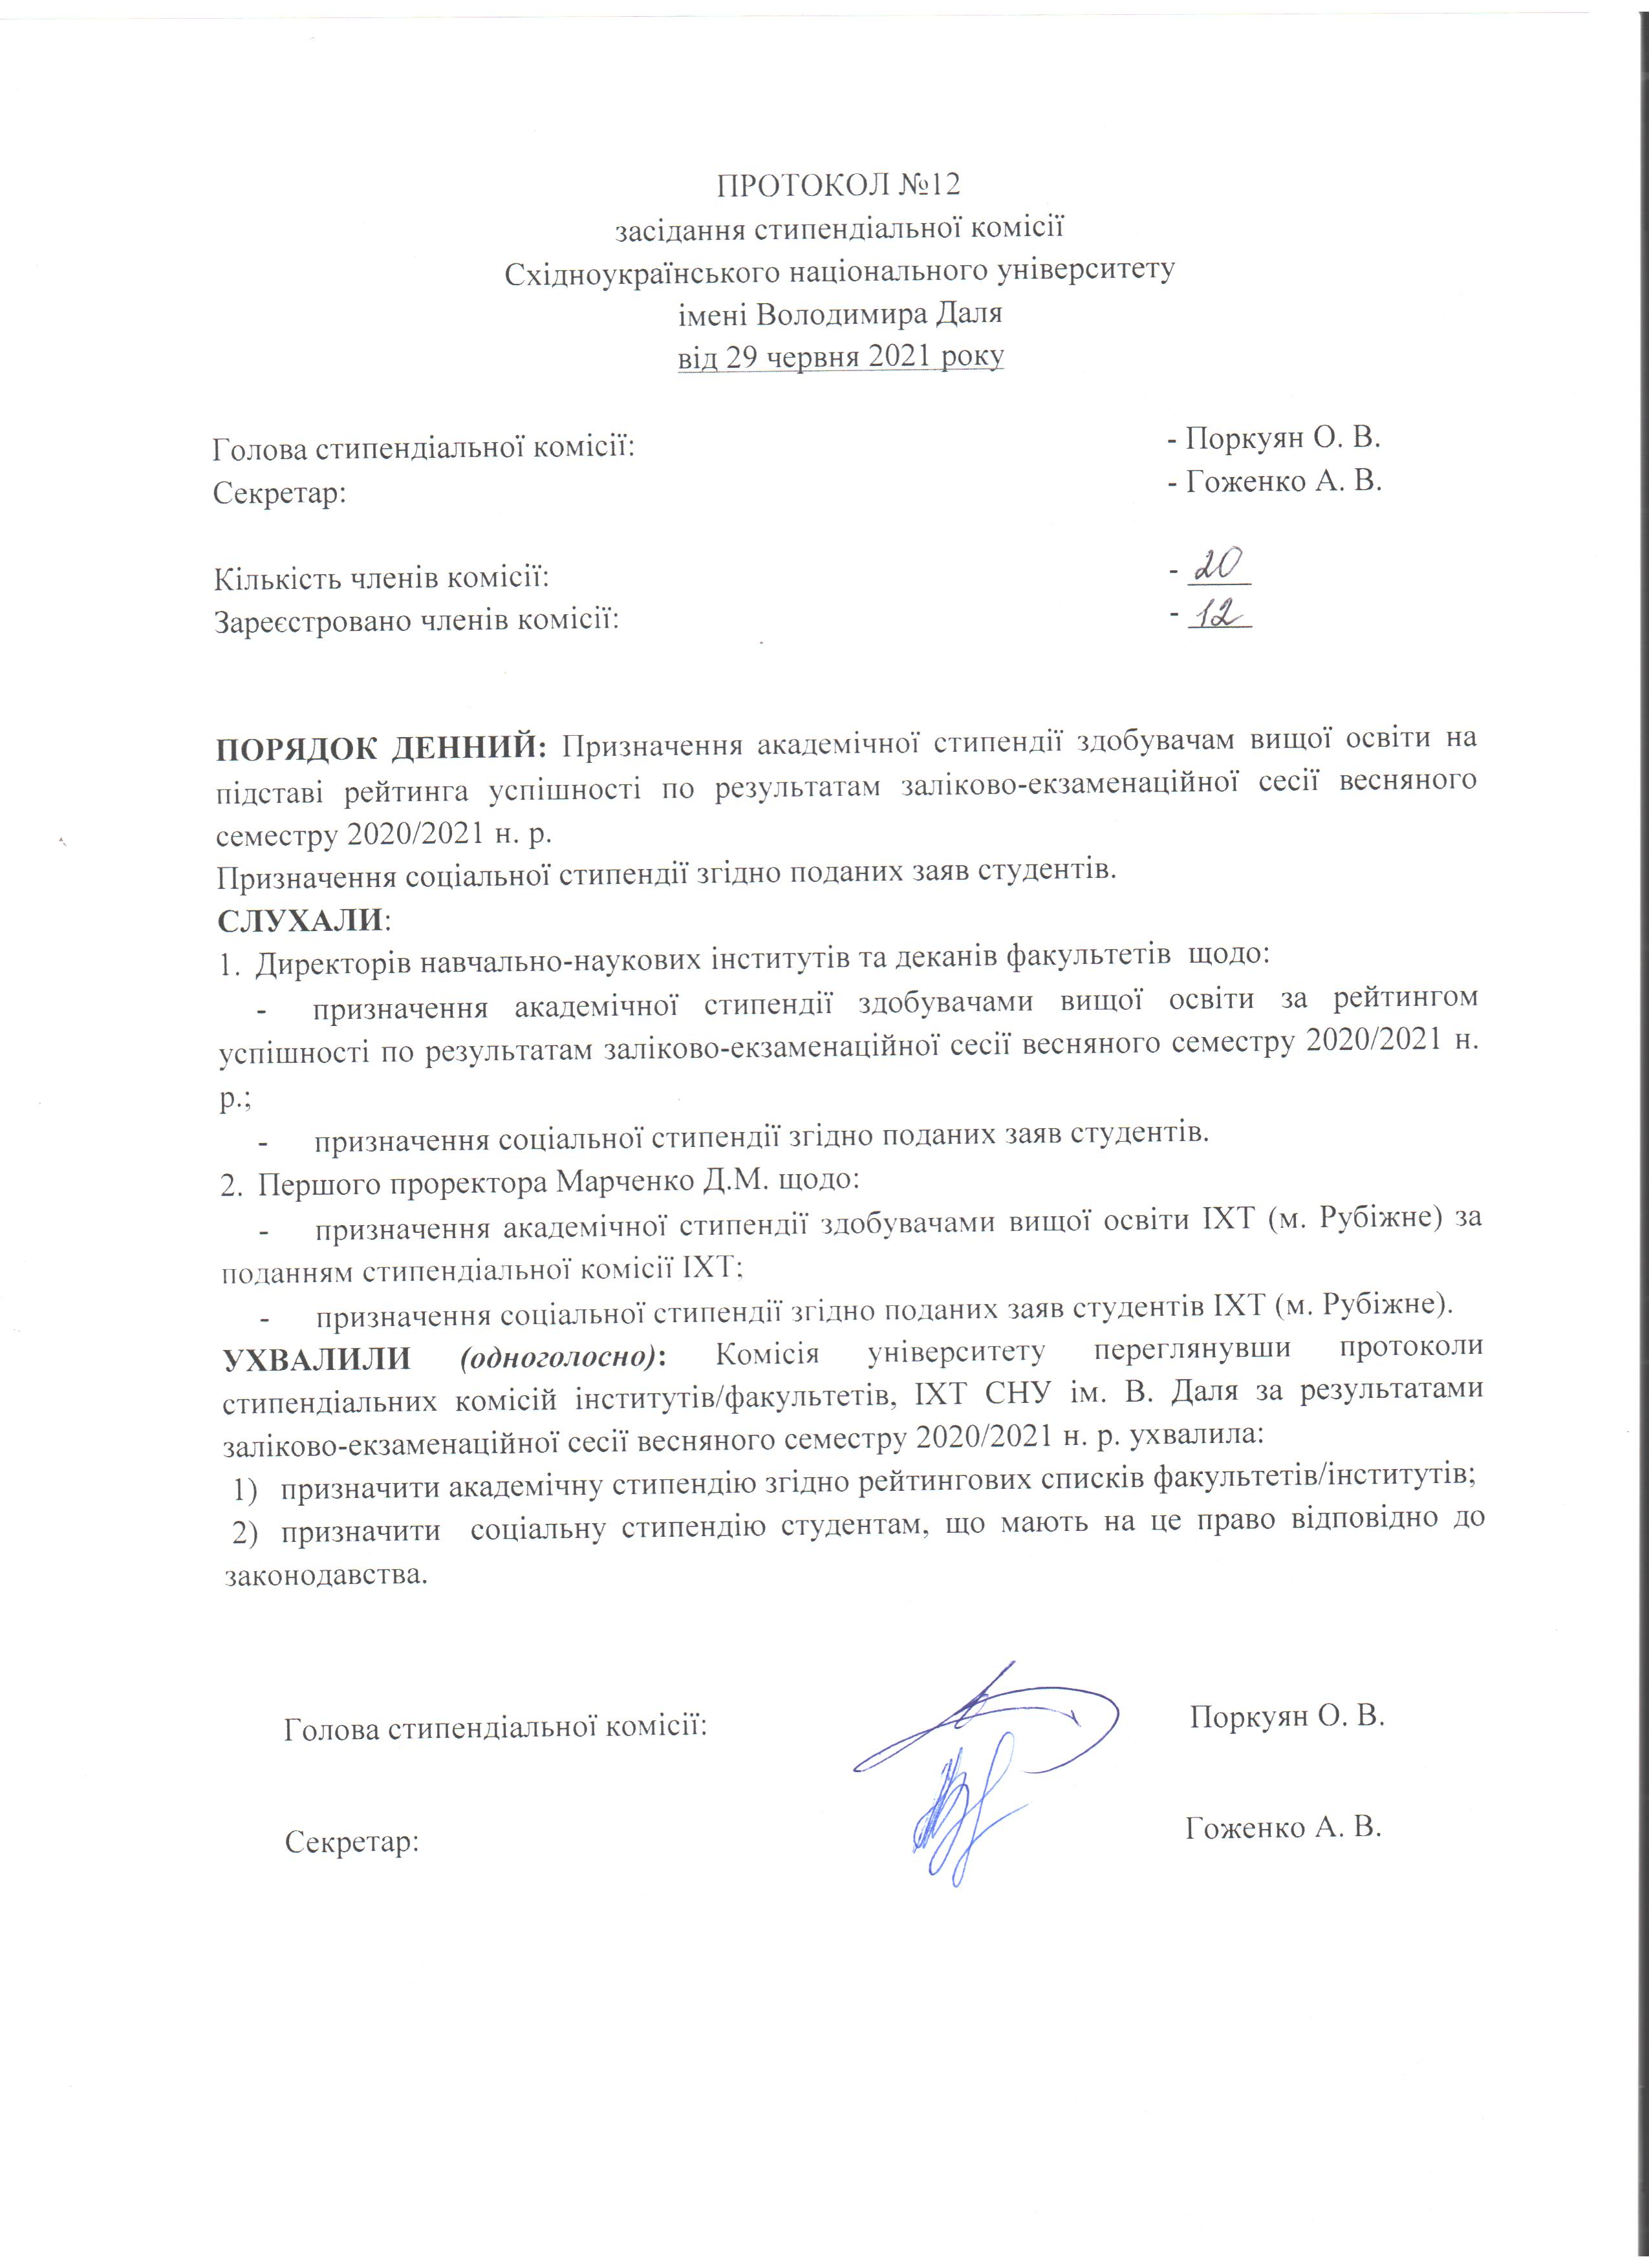 ПРОТОКОЛ №12
засідання стипендіальної комісії
Східноукраїнського національного університету
імені Володимира Даля
від 29 червня 2021 року
Голова стипендіальної комісії: - Поркуян О. В.
Секретар: - Гоженко А. В.
Кількість членів комісії: - 20
Зареєстровано членів комісії: - 12
ПОРЯДОК ДЕННИЙ: Призначення академічної стипендії здобувачам вищої освіти на
підставі рейтинга успішності по результатам заліково-екзаменаційної сесії весняного
семестру 2020/2021 н. р.
Призначення соціальної стипендії згідно поданих заяв студентів.
СЛУХАЛИ:
1. Директорів навчально-наукових інститутів та деканів факультетів щодо:
- призначення академічної стипендії здобувачами вищої освіти за рейтингом
успішності по результатам заліково-екзаменаційної сесії весняного семестру 2020/2021 н.
р.;
- призначення соціальної стипендії згідно поданих заяв студентів.
2. Першого проректора Марченко Д.М. щодо:
- призначення академічної стипендії здобувачами вищої освіти ІХТ (м. Рубіжне) за
поданням стипендіальної комісії ІХТ;
- призначення соціальної стипендії згідно поданих заяв студентів ІХТ (м. Рубіжне).
УХВАЛИЛИ (одноголосно): Комісія університету переглянувши протоколи
стипендіальних комісій інститутів/факультетів, ІХТ СНУ ім. В. Даля за результатами
заліково-екзаменаційної сесії весняного семестру 2020/2021 н. р. ухвалила:
1) призначити академічну стипендію згідно рейтингових списків факультетів/інститутів;
2) призначити соціальну стипендію студентам, що мають на це право відповідно до
законодавства.
Голова стипендіальної комісії: Поркуян О. В.
Секретар: Гоженко А. В.